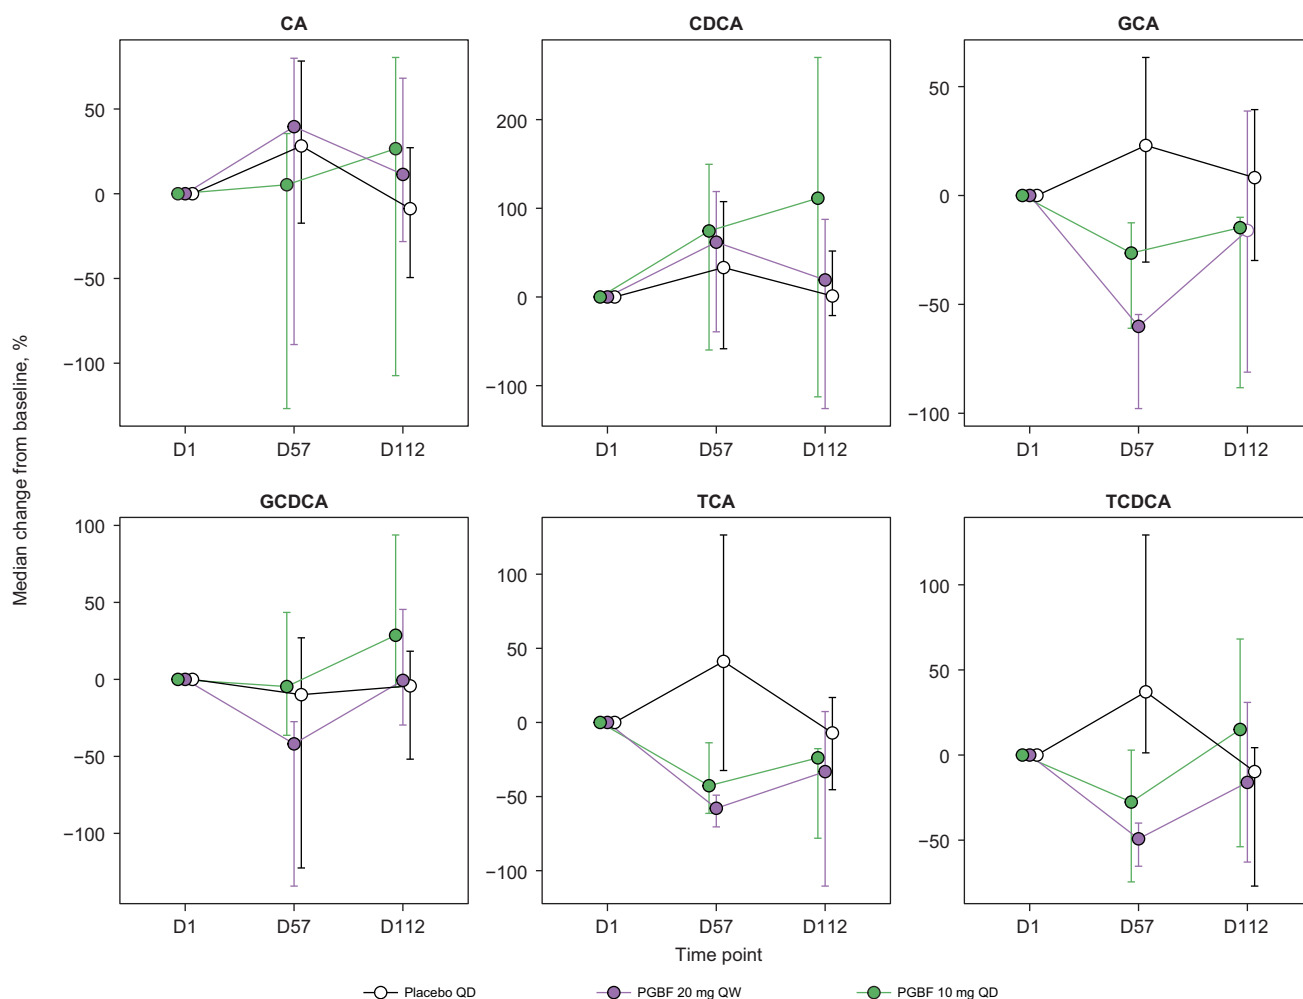 CA
50
0
−50
−100
D1 D57 D112
CDCA
200
100
0
−100
D1 D57 D112
GCA
50
0
−50
−100
D1 D57 D112
Median change from baseline, %
GCDCA
100
50
0
−50
−100
D1 D57 D112
TCA
100
50
0
−50
−100
D1 D57 D112
TCDCA
100
50
0
−50
D1 D57 D112
Time point
Placebo QD PGBF 20 mg QW PGBF 10 mg QD